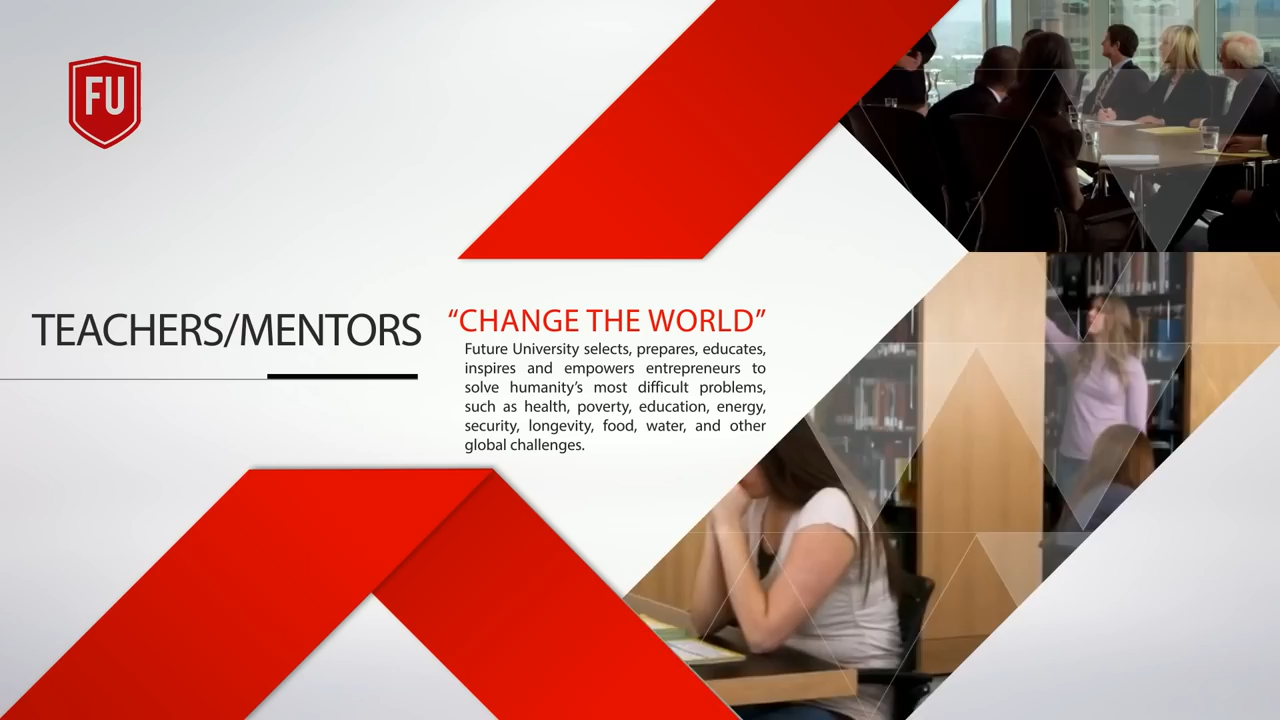 FU
TEACHERS/MENTORS
“CHANGE THE WORLD”
Future University selects, prepares, educates,
inspires and empowers entrepreneurs to
solve humanity’s most difficult problems,
such as health, poverty, education, energy,
security, longevity, food, water, and other
global challenges.